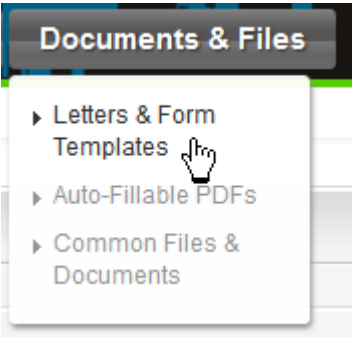 Documents & Files
Letters & Form
Templates
Auto-Fillable PDFs
Common Files &
Documents